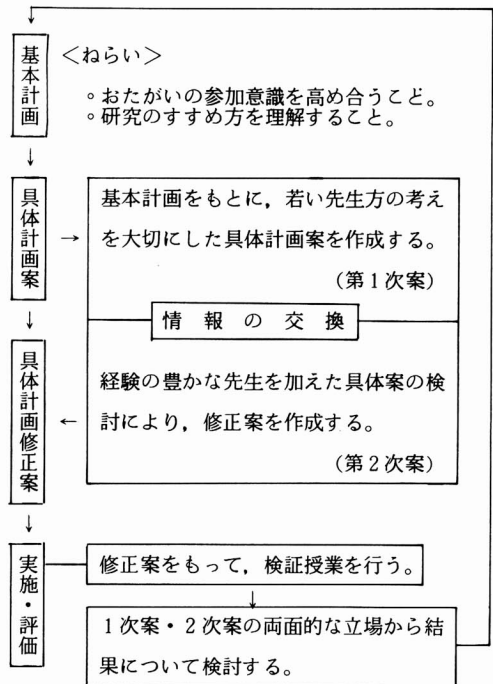 基本計画
＜ねらい＞
。おたがいの参加意識を高め合うこと。
。研究のすすめ方を理解すること。
↓
具体計画案
→
基本計画をもとに，若い先生方の考え
を大切にした具体計画案を作成する。
（第１次案）
情報の交換
↓
具体計画修正案
←
経験の豊かな先生を加えた具体案の検
討により，修正案を作成する。
（第２次案）
↓
実施・評価
修正案をもって，検証授業を行う。
↓
１次案・２次案の両面的な立場から結
果について検討する。